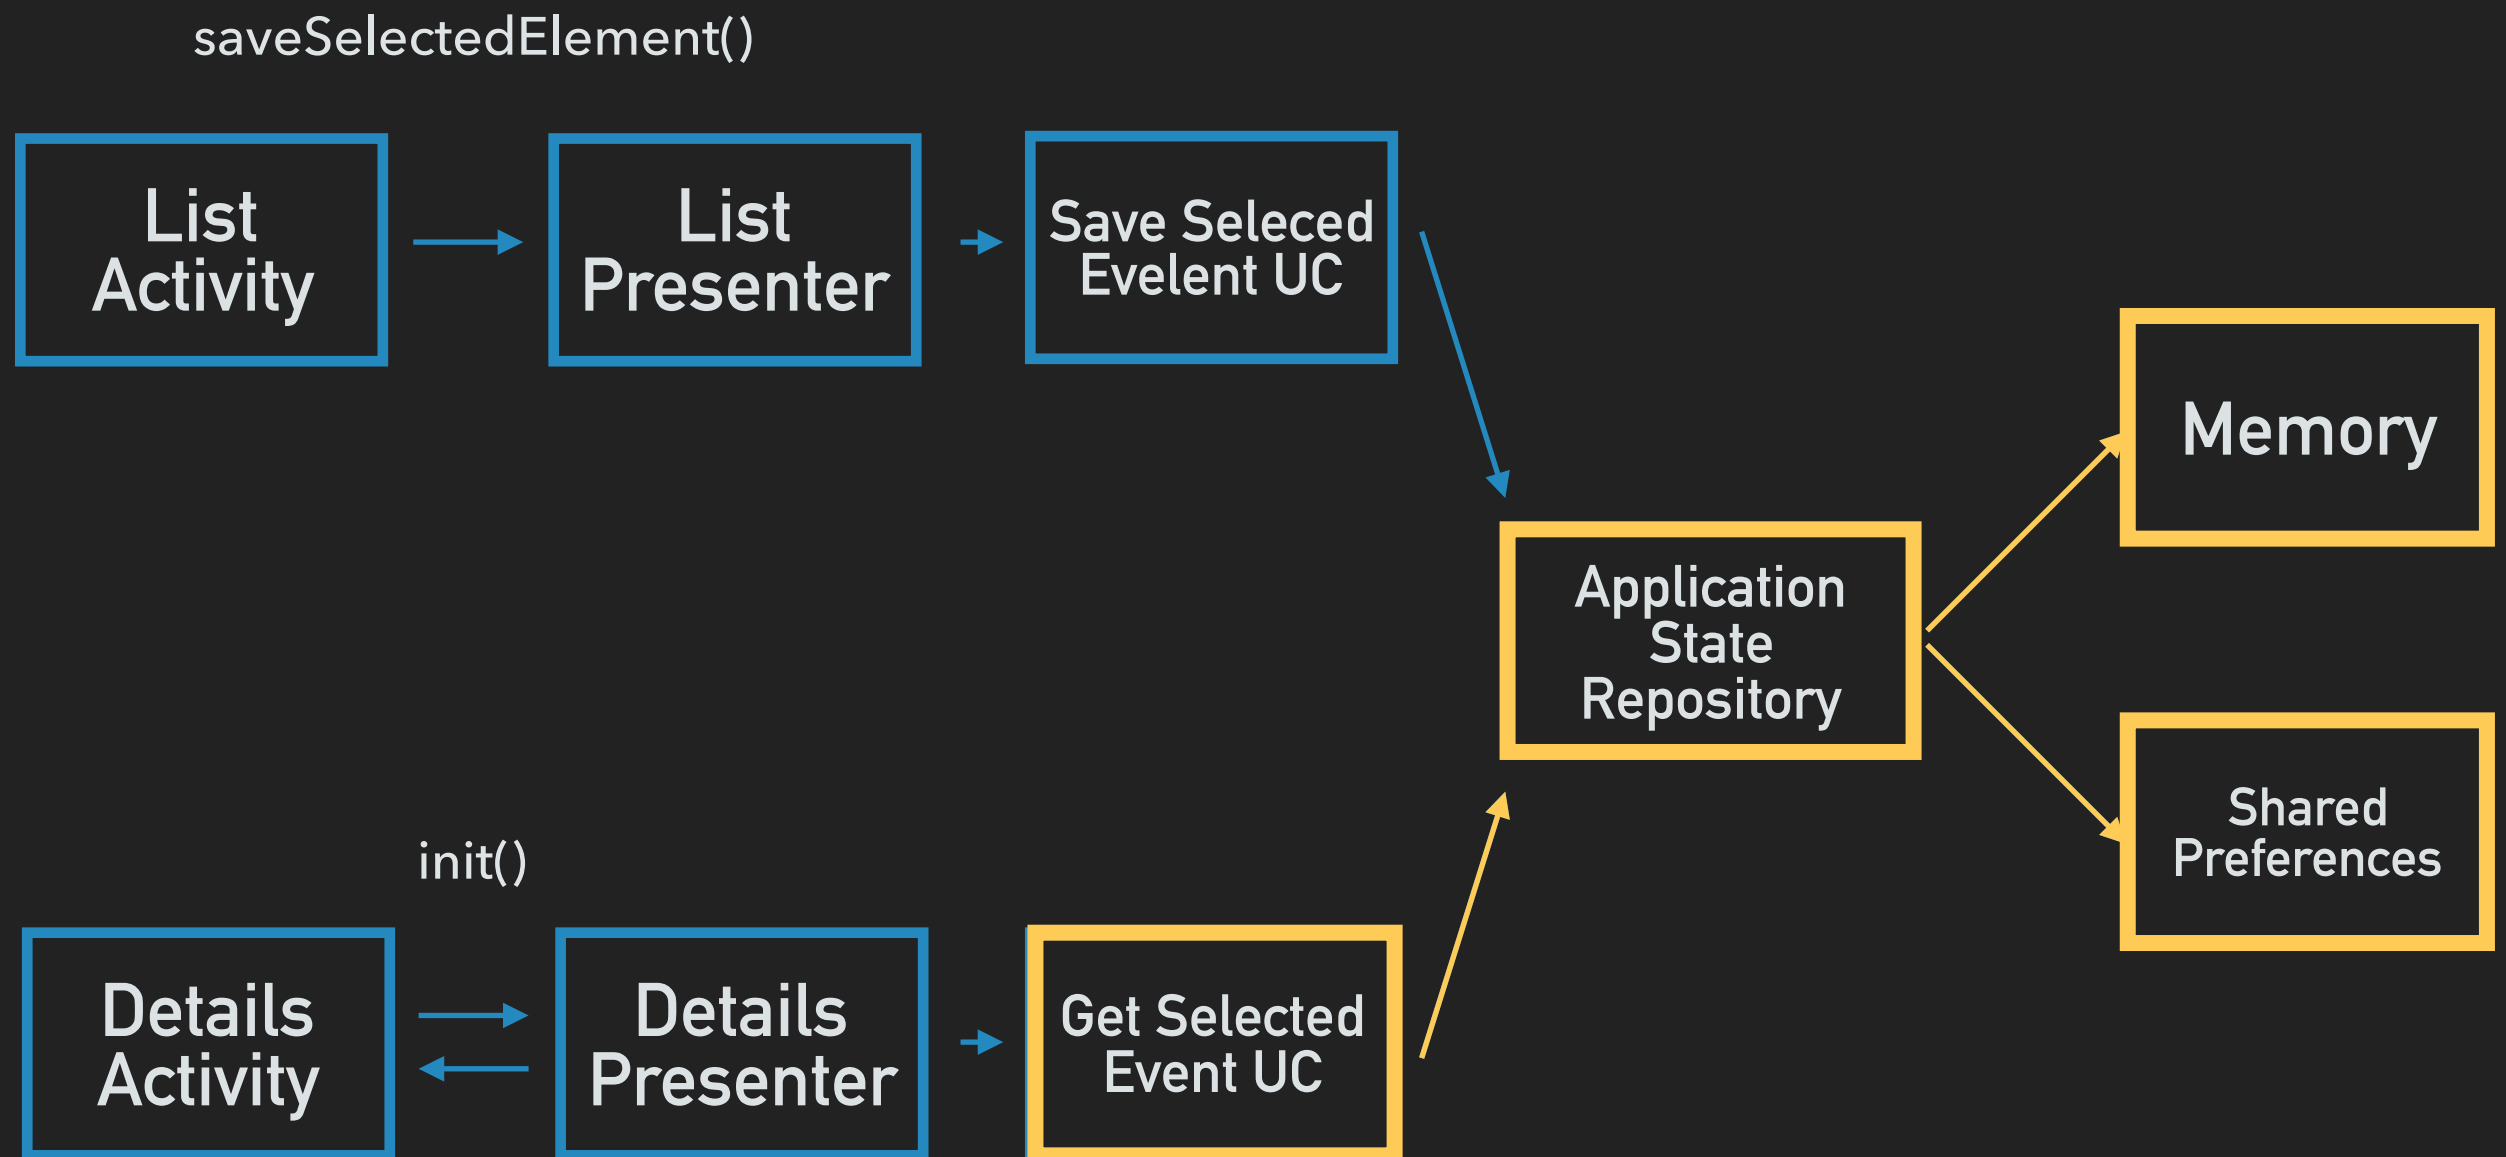 saveSelectedElement()
List
Activity
List
Presenter
Save Seleced
Evelent UC
Memory
Application
State
Repository
Shared
Preferences
init()
Details
Activity
Details
Presenter
Get Selected
Event UC